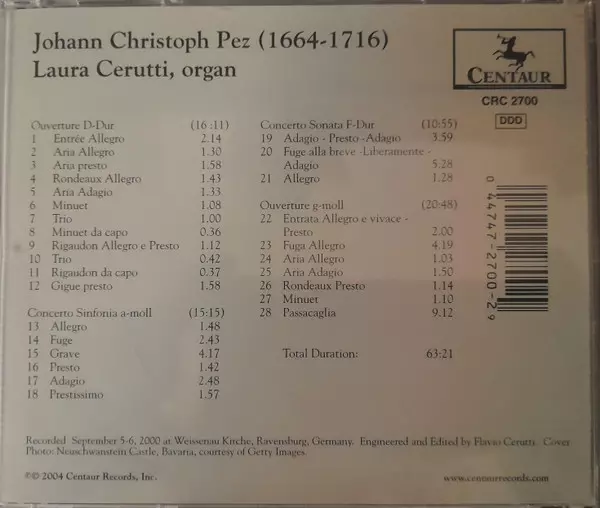 Johann Christoph Pez (1664-1716)
Laura Cerutti, organ
CENTAUR
CRC 2700
DDD
Ouverture D-Dur (16:11)
1 Entrée Allegro 2.14
2 Aria Allegro 1.30
3 Aria presto 1.58
4 Rondeaux Allegro 1.43
5 Aria Adagio 1.33
6 Minuet 1.08
7 Trio 1.00
8 Minuet da capo 0.36
9 Rigaudon Allegro e Presto 1.12
10 Trio 0.42
11 Rigaudon da capo 0.37
12 Gigue presto 1.58
Concerto Sinfonia a-moll (15:15)
13 Allegro 1.48
14 Fuge 2.43
15 Grave 4.17
16 Presto 1.42
17 Adagio 2.48
18 Prestissimo 1.57
Concerto Sonata F-Dur (10:55)
19 Adagio - Presto -Adagio 3.59
20 Fuge alla breve -Liberamente -
Adagio 5.28
21 Allegro 1.28
Ouverture g-moll (20:48)
22 Entrata Allegro e vivace -
Presto 2.00
23 Fuga Allegro 4.19
24 Aria Allegro 1.03
25 Aria Adagio 1.50
26 Rondeaux Presto 1.14
27 Minuet 1.10
28 Passacaglia 9.12
Total Duration: 63:21
0 44747-2700-2 9
Recorded September 5-6, 2000 at Weissenau Kirche, Ravensburg, Germany. Engineered and Edited by Flavio Cerutti. Cover
Photo: Neuschwanstein Castle, Bavaria, courtesy of Getty Images.
℗© 2004 Centaur Records, Inc.
www.centaurrecords.com